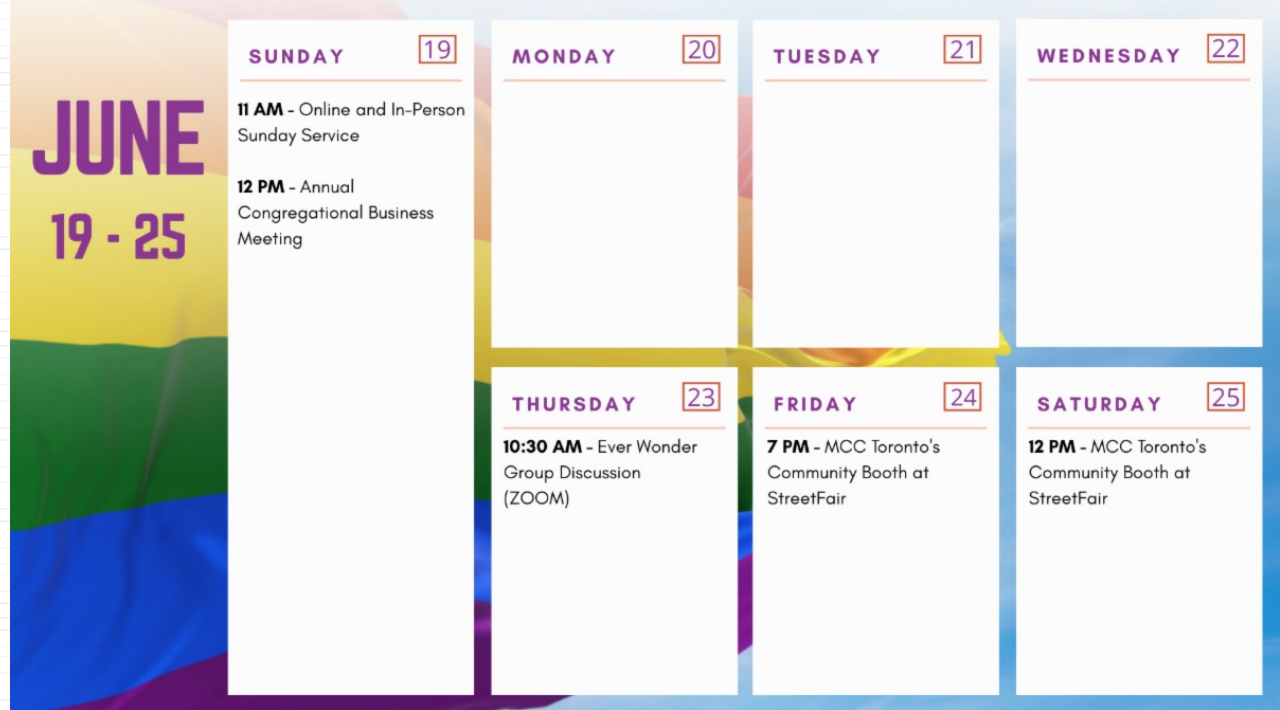 JUNE
19 - 25
SUNDAY 19
11 AM - Online and In-Person
Sunday Service
12 PM - Annual
Congregational Business
Meeting
MONDAY 20
TUESDAY 21
WEDNESDAY 22
THURSDAY 23
10:30 AM - Ever Wonder
Group Discussion
(ZOOM)
FRIDAY 24
7 PM - MCC Toronto's
Community Booth at
StreetFair
SATURDAY 25
12 PM - MCC Toronto's
Community Booth at
StreetFair